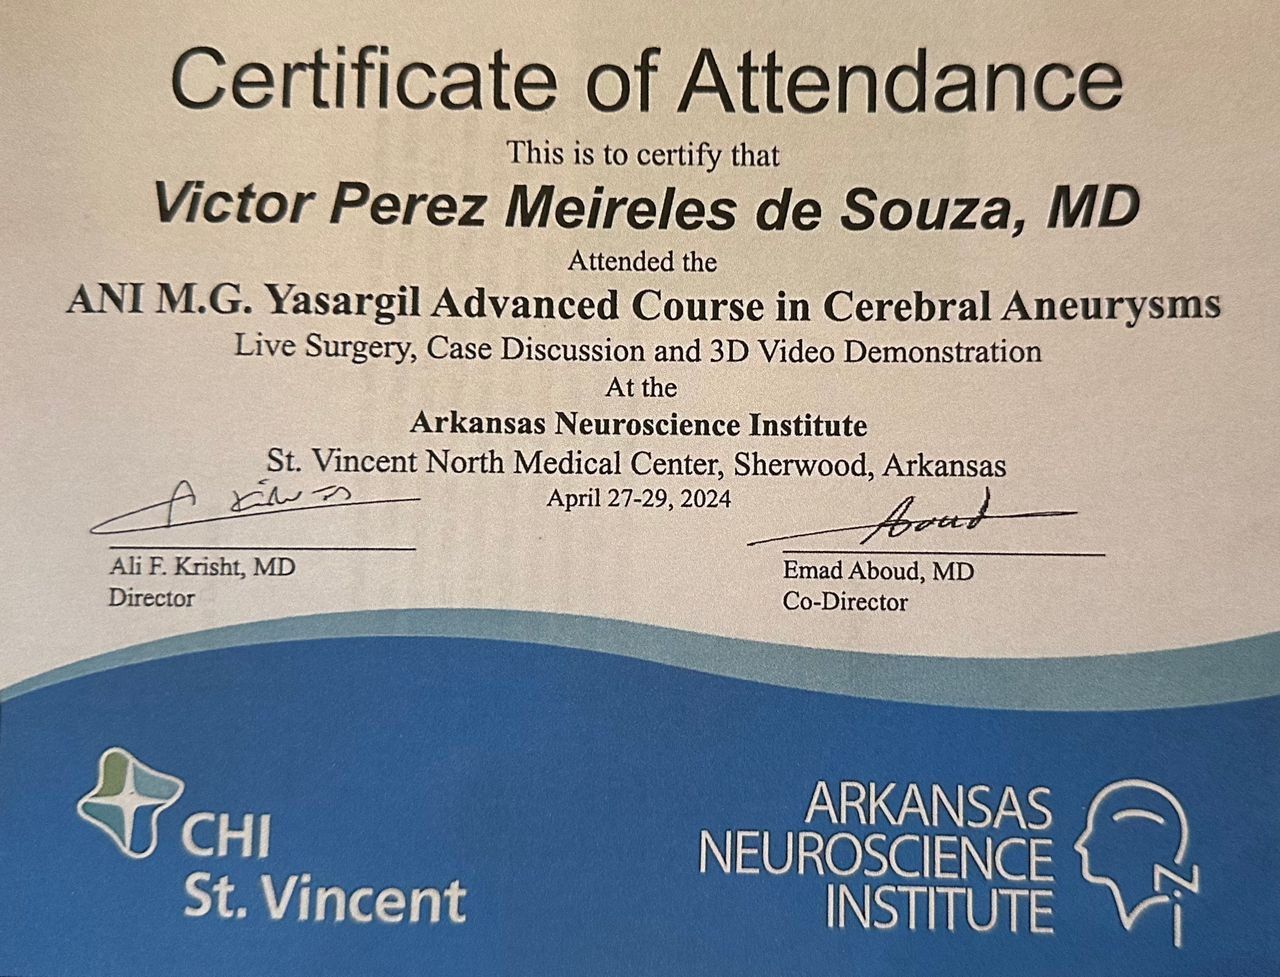 Certificate of Attendance
This is to certify that
Victor Perez Meireles de Souza, MD
Attended the
ANI M.G. Yasargil Advanced Course in Cerebral Aneurysms
Live Surgery, Case Discussion and 3D Video Demonstration
At the
Arkansas Neuroscience Institute
St. Vincent North Medical Center, Sherwood, Arkansas
April 27-29, 2024
Aboud
Ali F. Krisht, MD
Director
Emad Aboud, MD
Co-Director
CHI
St. Vincent
ARKANSAS
NEUROSCIENCE
INSTITUTE